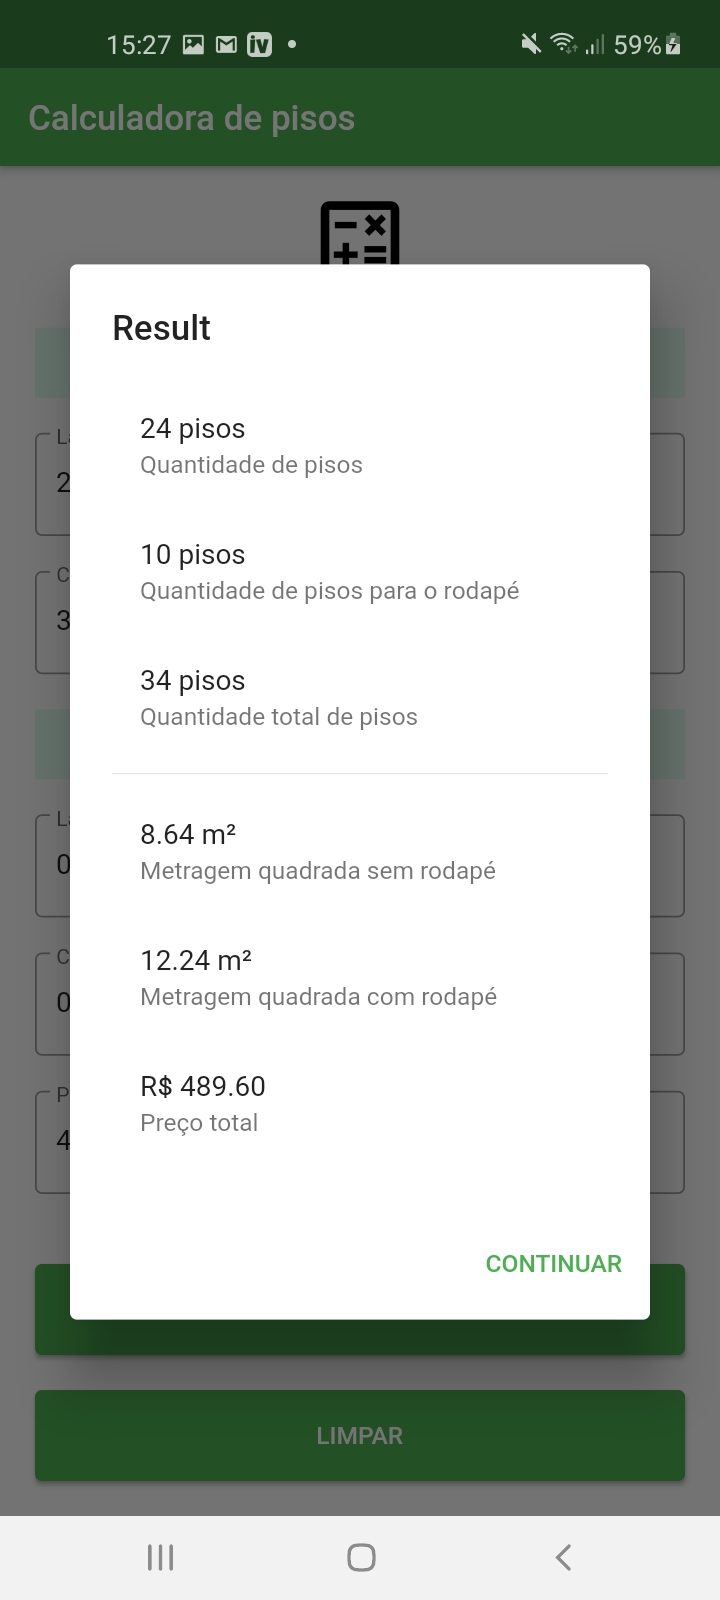 15:27 59%
Calculadora de pisos
Result
24 pisos
Quantidade de pisos
10 pisos
Quantidade de pisos para o rodapé
34 pisos
Quantidade total de pisos
8.64 m²
Metragem quadrada sem rodapé
12.24 m²
Metragem quadrada com rodapé
R$ 489.60
Preço total
CONTINUAR
LIMPAR